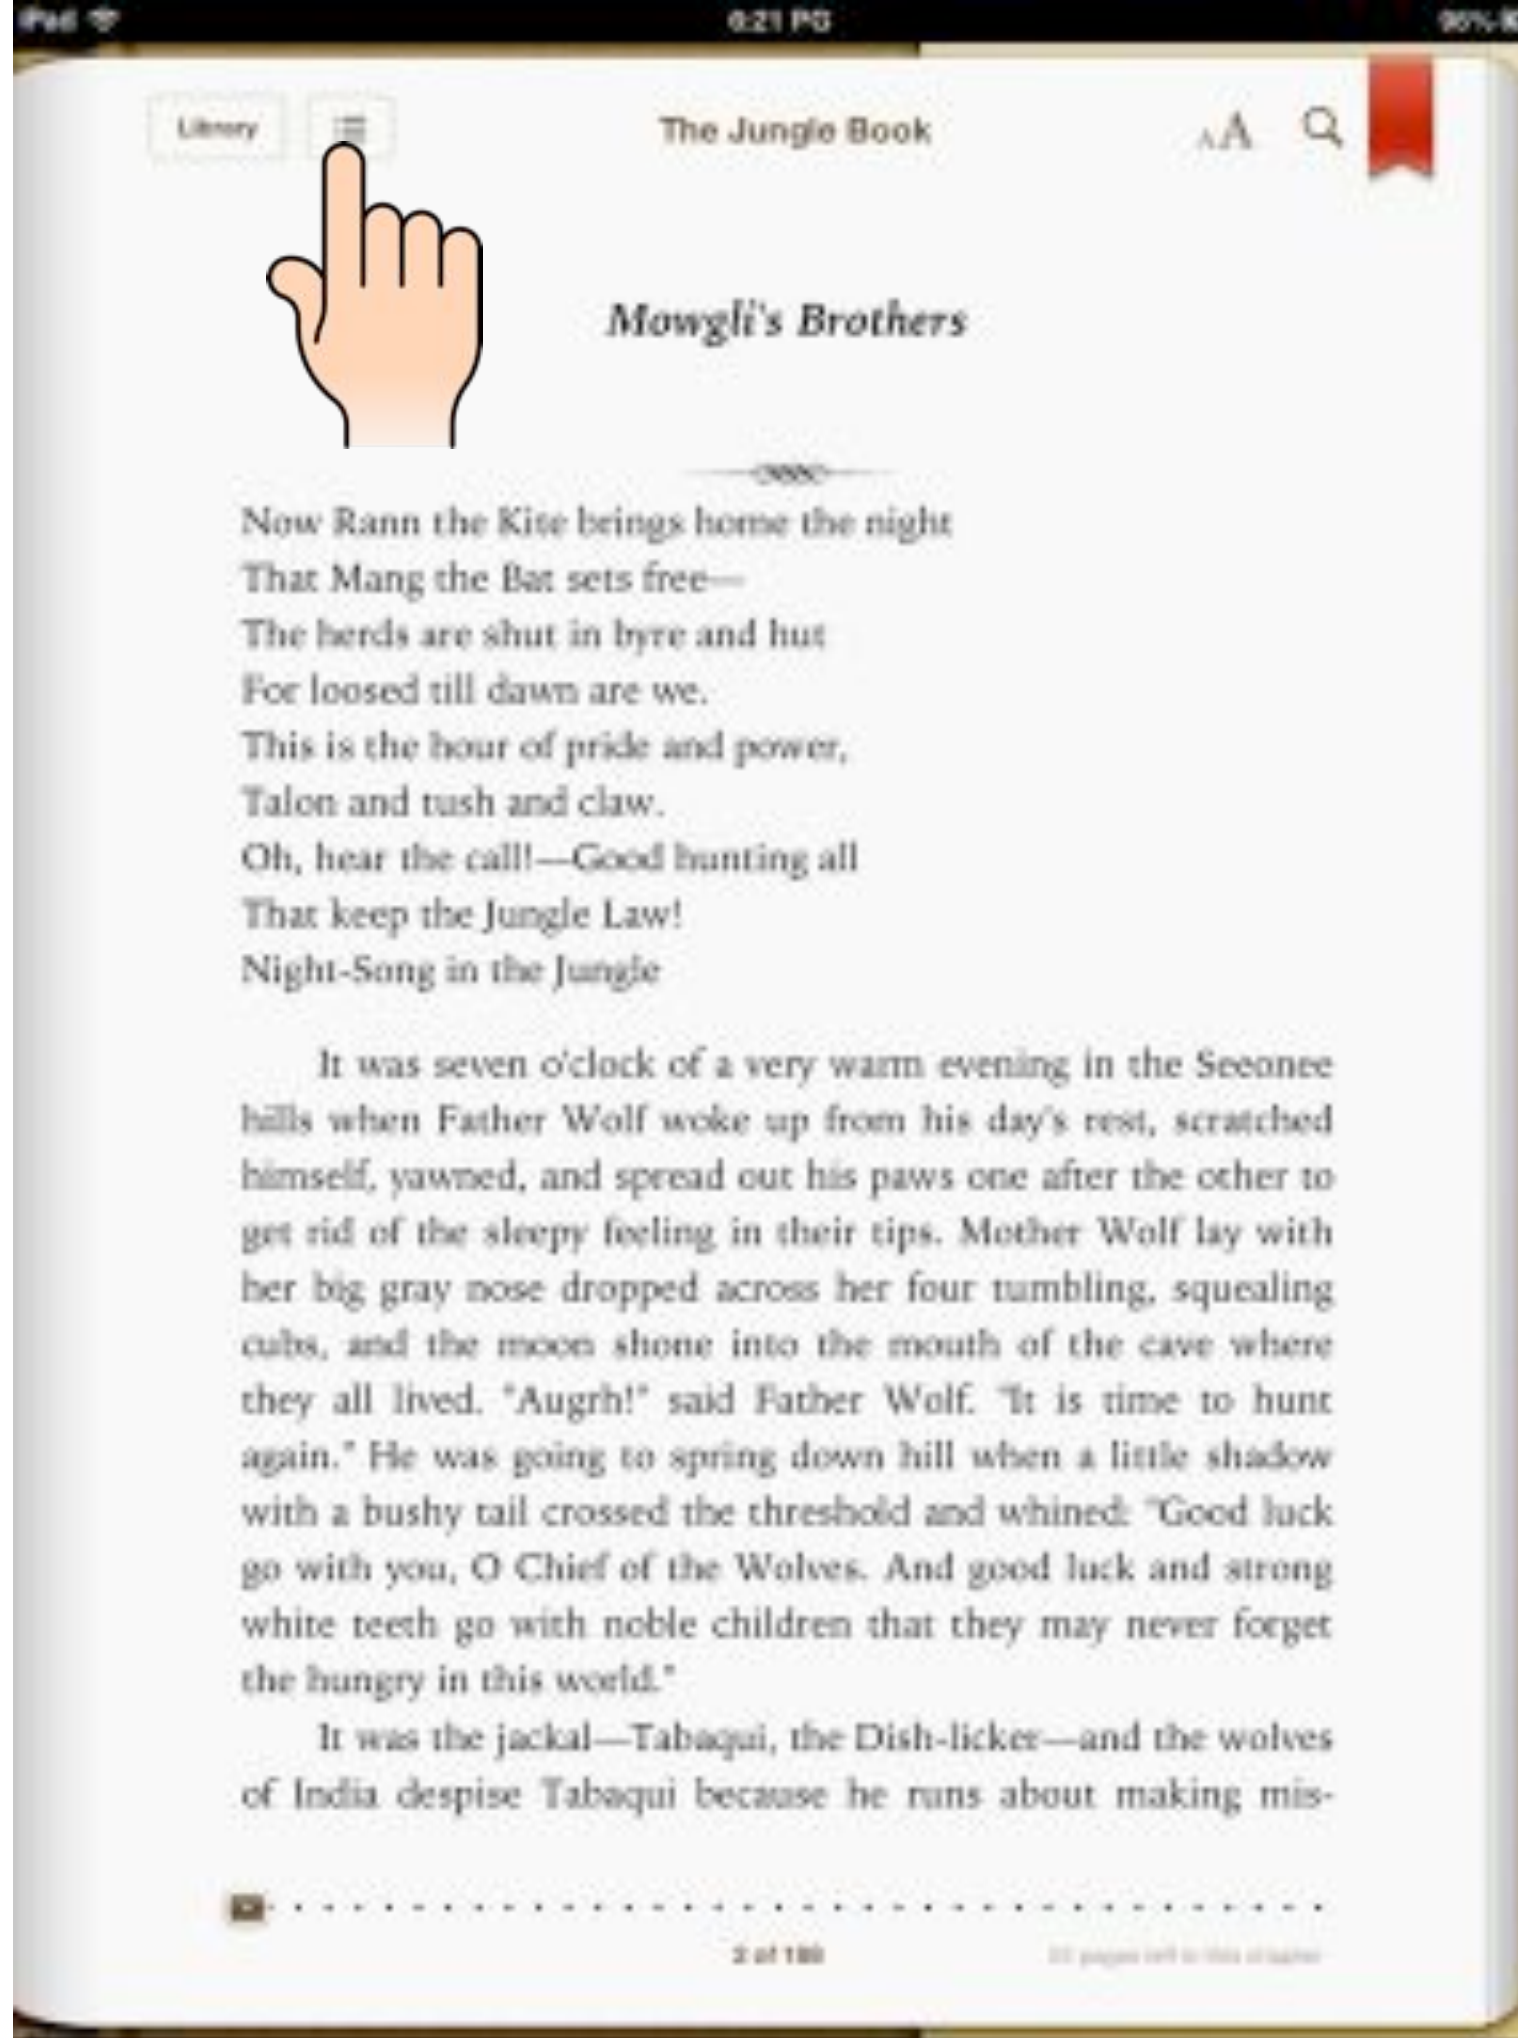 iPad
6:21 PG
Library
The Jungle Book
AA
Mowgli's Brothers
Now Rann the Kite brings home the night
That Mang the Bat sets free—
The herds are shut in byre and hut
For loosed till dawn are we.
This is the hour of pride and power,
Talon and tush and claw.
Oh, hear the call!—Good hunting all
That keep the Jungle Law!
Night-Song in the Jungle
It was seven o'clock of a very warm evening in the Seeonee
hills when Father Wolf woke up from his day's rest, scratched
himself, yawned, and spread out his paws one after the other to
get rid of the sleepy feeling in their tips. Mother Wolf lay with
her big gray nose dropped across her four tumbling, squealing
cubs, and the moon shone into the mouth of the cave where
they all lived. "Augrh!" said Father Wolf. "It is time to hunt
again." He was going to spring down hill when a little shadow
with a bushy tail crossed the threshold and whined: "Good luck
go with you, O Chief of the Wolves. And good luck and strong
white teeth go with noble children that they may never forget
the hungry in this world."
It was the jackal—Tabaqui, the Dish-licker—and the wolves
of India despise Tabaqui because he runs about making mis-
2 of
pages left in this chapter